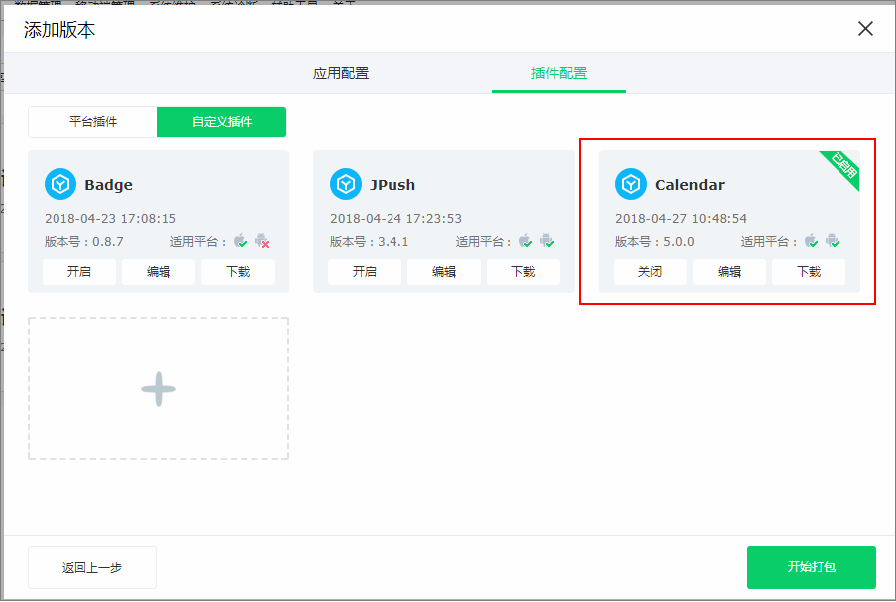 添加版本
应用配置
插件配置
平台插件
自定义插件
Badge
2018-04-23 17:08:15
版本号：0.8.7 适用平台：
开启 编辑 下载
JPush
2018-04-24 17:23:53
版本号：3.4.1 适用平台：
开启 编辑 下载
已启用
Calendar
2018-04-27 10:48:54
版本号：5.0.0 适用平台：
关闭 编辑 下载
返回上一步
开始打包